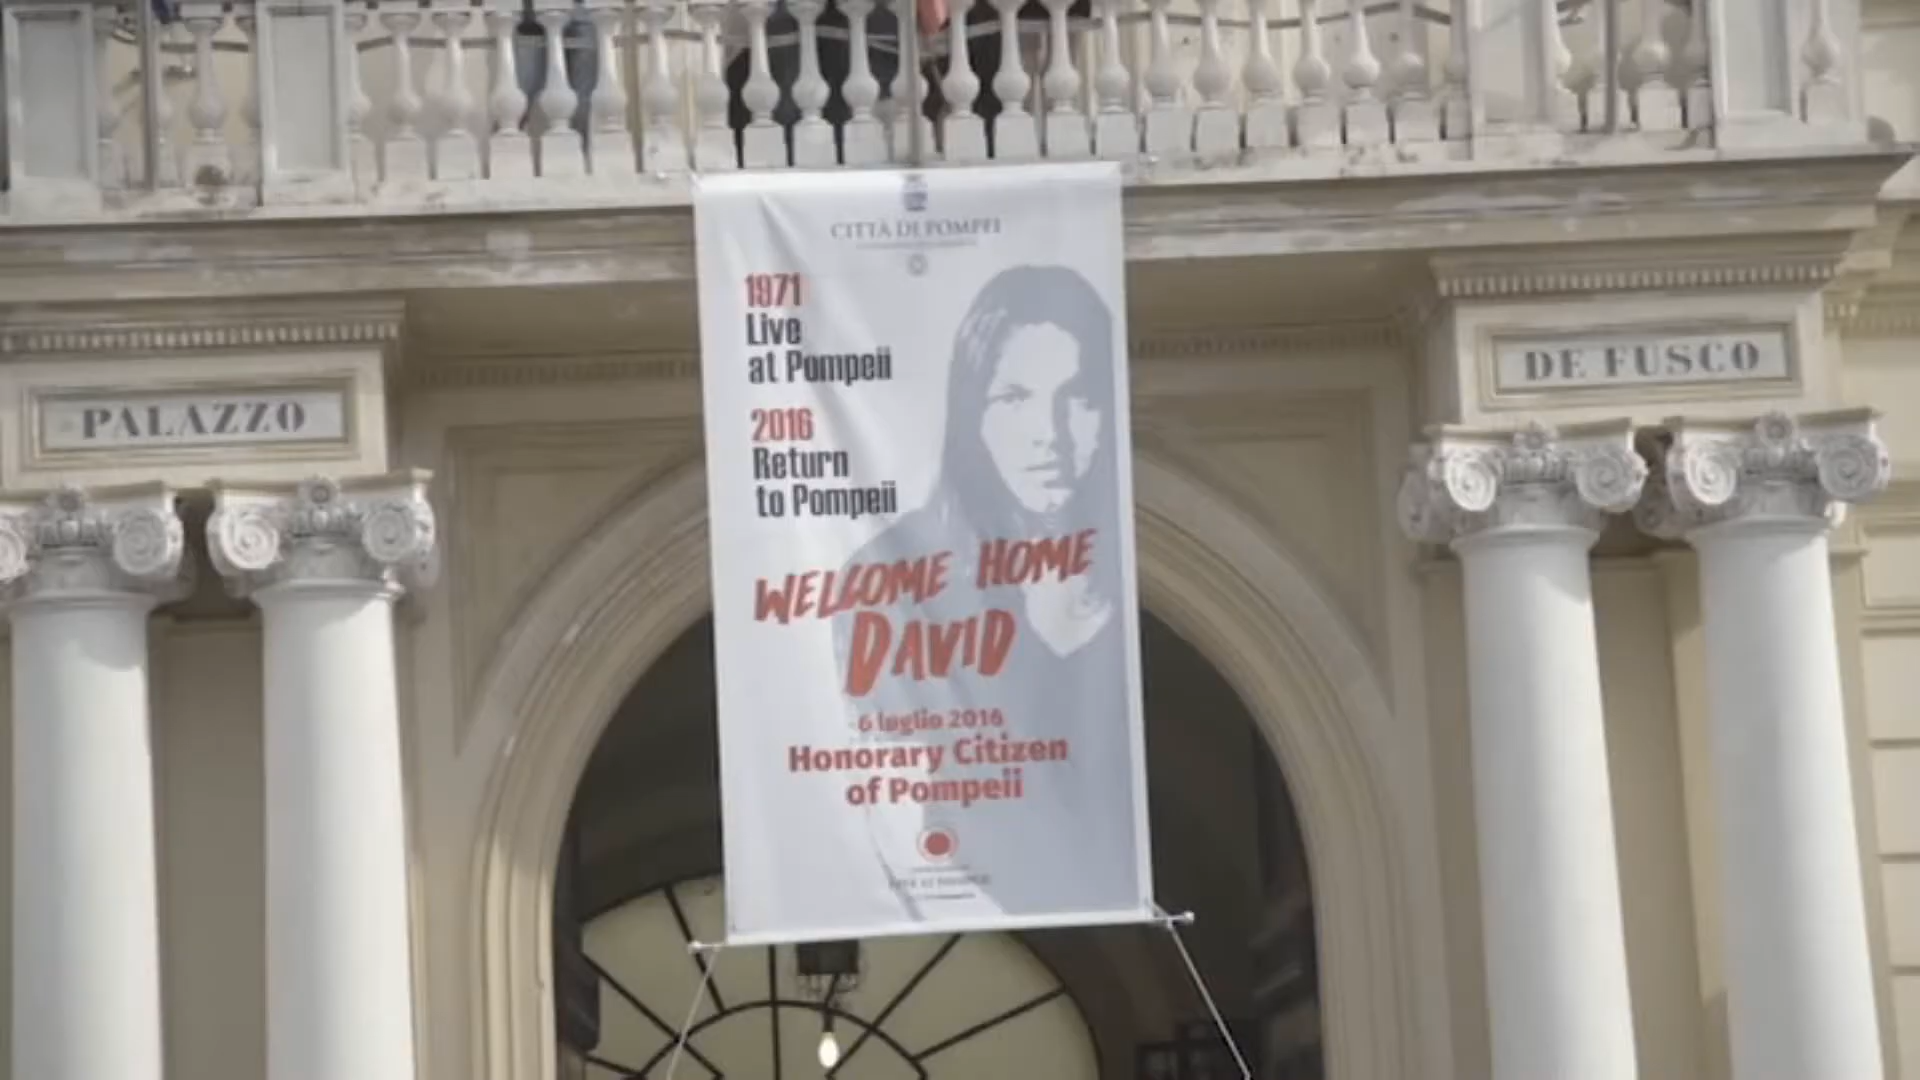 CITTÀ DI POMPEI
1971
Live
at Pompeii
2016
Return
to Pompeii
WELCOME HOME
DAVID
6 luglio 2016
Honorary Citizen
of Pompeii
PALAZZO
DE FUSCO